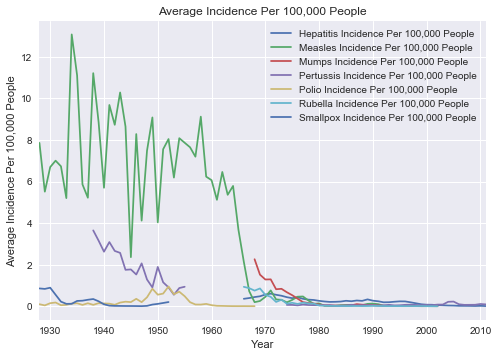 Average Incidence Per 100,000 People
Hepatitis Incidence Per 100,000 People
Measles Incidence Per 100,000 People
Mumps Incidence Per 100,000 People
Pertussis Incidence Per 100,000 People
Polio Incidence Per 100,000 People
Rubella Incidence Per 100,000 People
Smallpox Incidence Per 100,000 People
Average Incidence Per 100,000 People
12
10
8
6
4
2
0
1930 1940 1950 1960 1970 1980 1990 2000 2010
Year